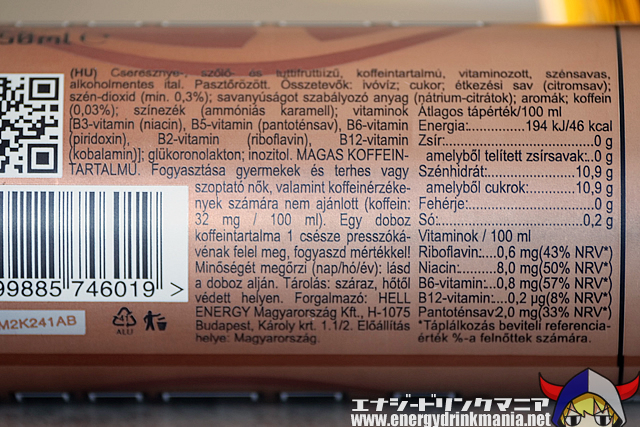 250ml e
(HU) Cseresznye-, szőlő- és tuttifruttiízű, koffeintartalmú, vitaminozott, szénsavas,
alkoholmentes ital. Pasztőrözött. Összetevők: ivóvíz; cukor; étkezési sav (citromsav);
szén-dioxid (min. 0,3%); savanyúságot szabályozó anyag (nátrium-citrátok); aromák; koffein
(0,03%); színezék (ammóniás karamell); vitaminok
[B3-vitamin (niacin), B5-vitamin (pantoténsav), B6-vitamin
(piridoxin), B2-vitamin (riboflavin), B12-vitamin
(kobalamin)]; glükoronolakton; inozitol. MAGAS KOFFEIN-
TARTALMÚ. Fogyasztása gyermekek és terhes vagy
szoptató nők, valamint koffeinérzéke-
nyek számára nem ajánlott (koffein:
32 mg / 100 ml). Egy doboz
koffeintartalma 1 csésze presszóká-
vénak felel meg, fogyaszd mértékkel!
Minőségét megőrzi (nap/hó/év): lásd
a doboz alján. Tárolás: száraz, hőtől
védett helyen. Forgalmazó: HELL
ENERGY Magyarország Kft., H-1075
Budapest, Károly krt. 1.1/2. Előállítás
helye: Magyarország.
Átlagos tápérték/100 ml
Energia:..............194 kJ/46 kcal
Zsír:..............................0 g
amelyből telített zsírsavak:..0 g
Szénhidrát:....................10,9 g
amelyből cukrok:............10,9 g
Fehérje:.........................0 g
Só:.............................0,2 g
Vitaminok / 100 ml
Riboflavin:....0,6 mg(43% NRV*)
Niacin:.........8,0 mg(50% NRV*)
B6-vitamin:...0,8 mg(57% NRV*)
B12-vitamin:...0,2 µg(8% NRV*)
Pantoténsav2,0 mg(33% NRV*)
*Táplálkozás beviteli referencia-
érték %-a felnőttek számára.
99885 746019 >
M2K241AB
ALU
エナジードリンクマニア
www.energydrinkmania.net